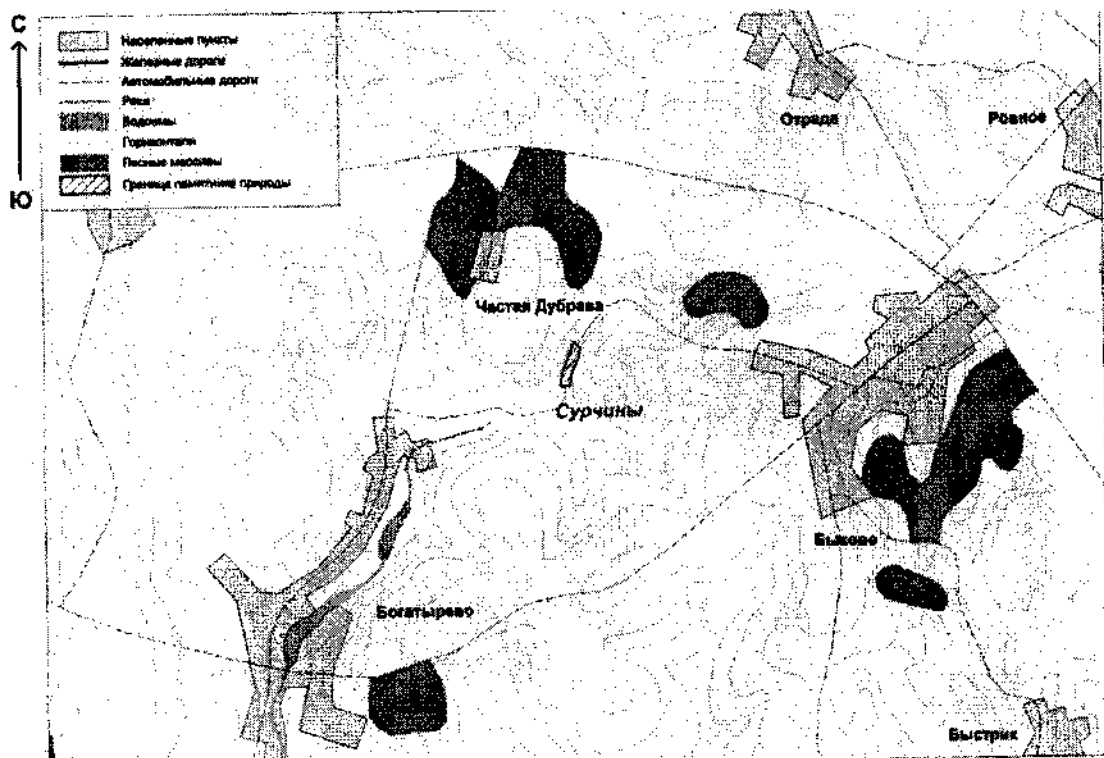 С
Ю
Населенные пункты
Железные дороги
Автомобильные дороги
Реки
Водоемы
Горизонтали
Лесные массивы
Граница памятника природы
Отрада
Ровное
Частая Дубрава
Сурчины
Быково
Богатырево
Быстрик